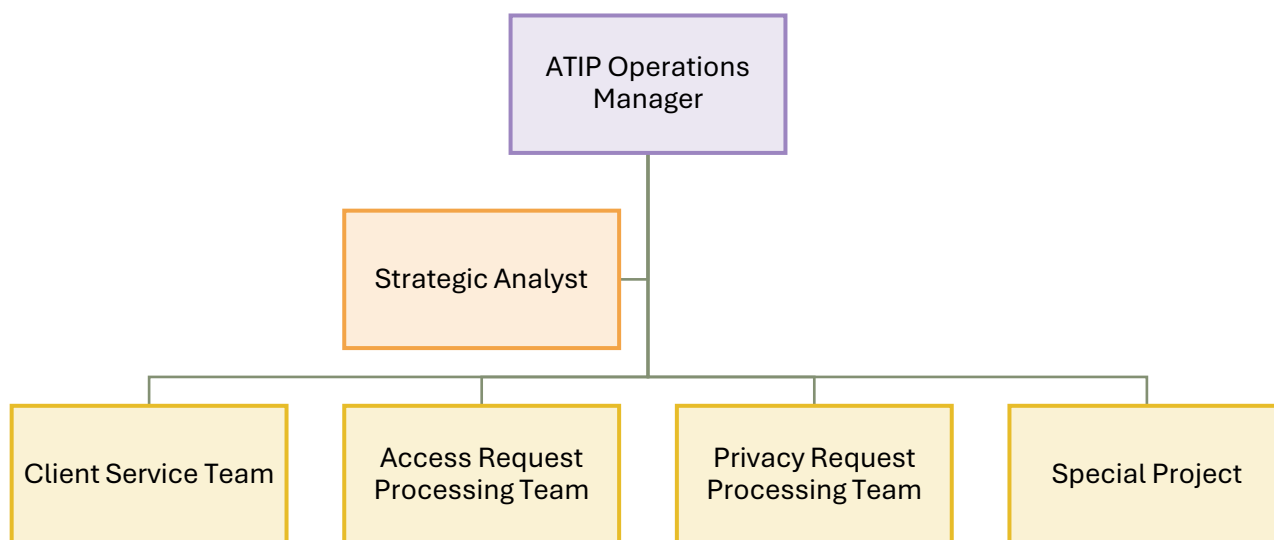 ATIP Operations
Manager
Strategic Analyst
Client Service Team
Access Request
Processing Team
Privacy Request
Processing Team
Special Project